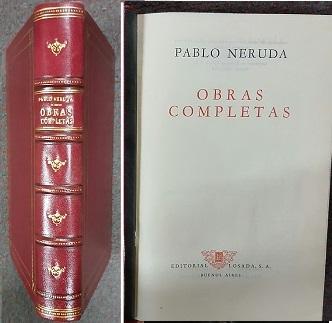 PABLO NERUDA
OBRAS
COMPLETAS
PABLO NERUDA
OBRAS
COMPLETAS
EDITORIAL LOSADA, S.A.
BUENOS AIRES